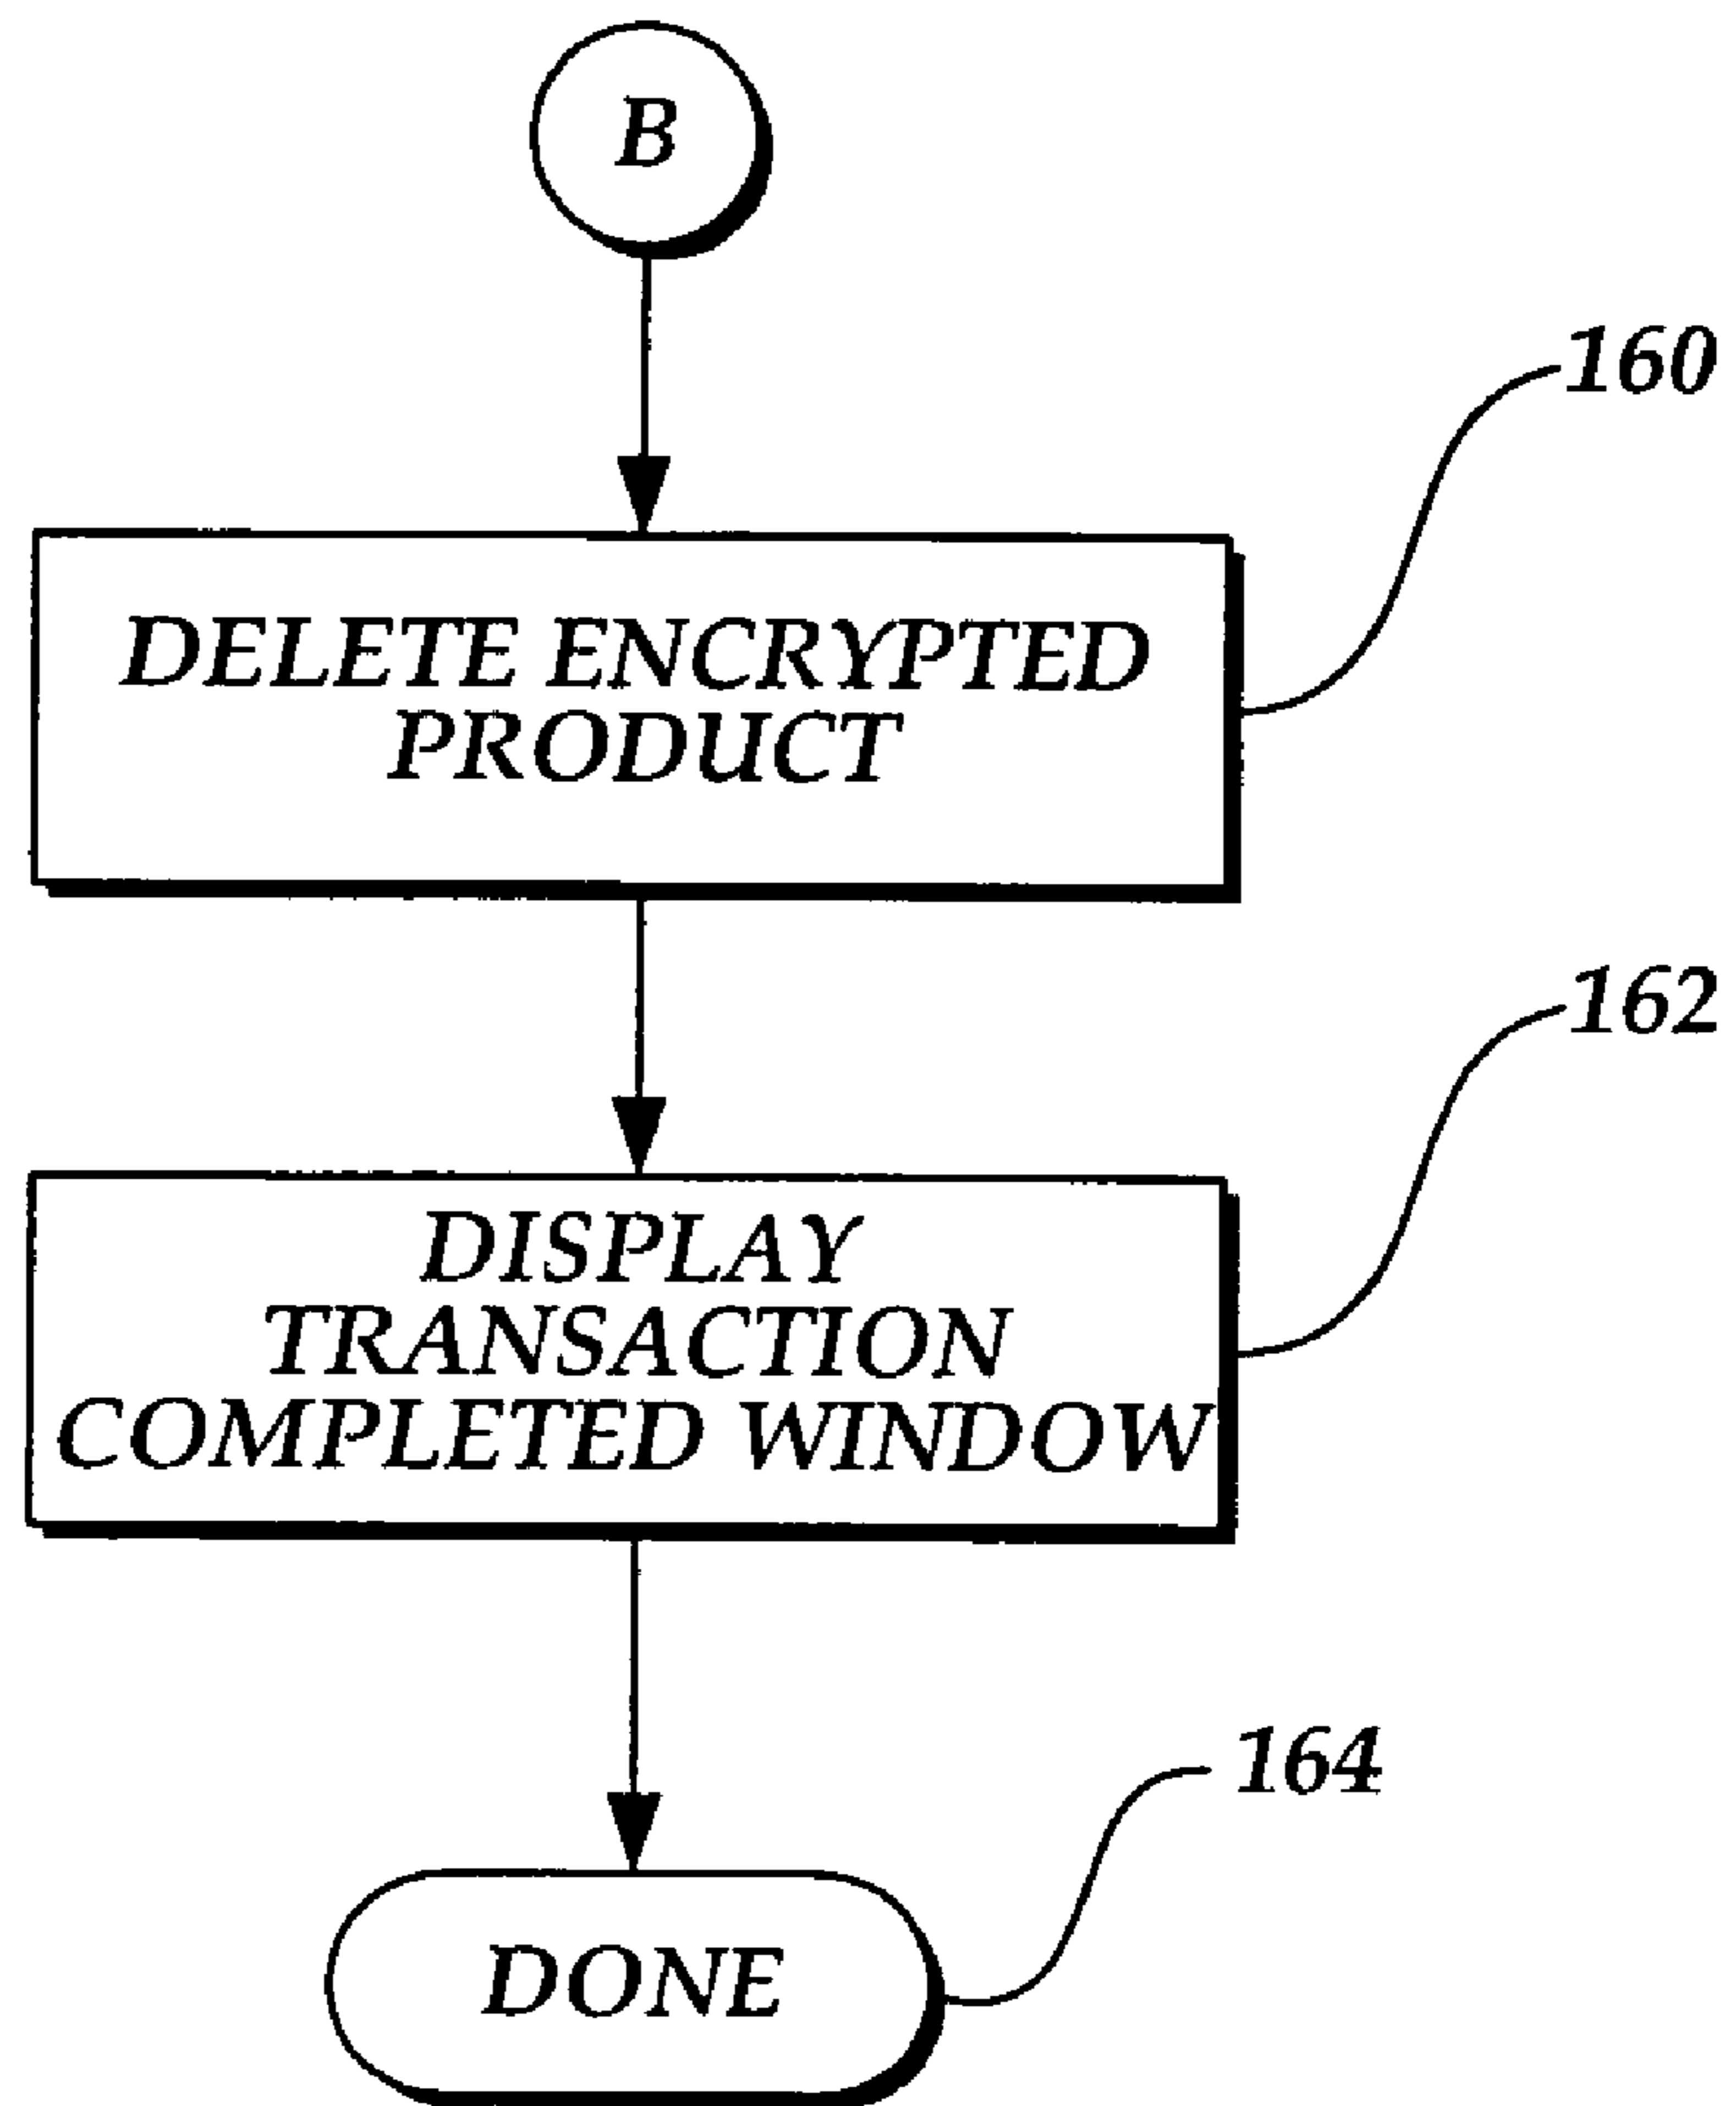 B
160
DELETE ENCRYPTED
PRODUCT
162
DISPLAY
TRANSACTION
COMPLETED WINDOW
164
DONE